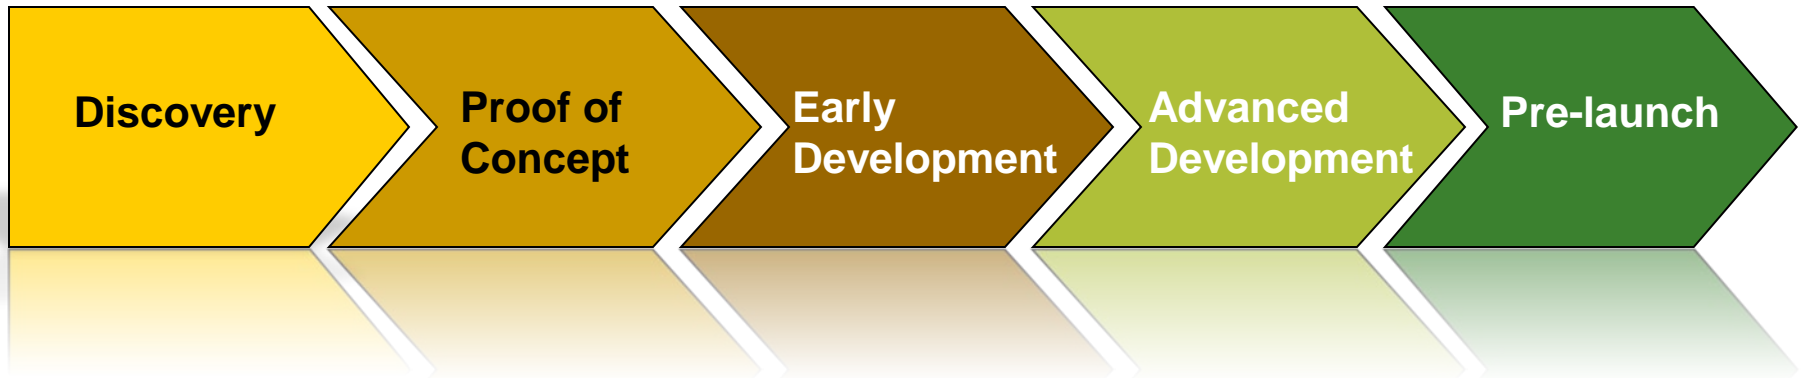 Discovery
Proof of
Concept
Early
Development
Advanced
Development
Pre-launch